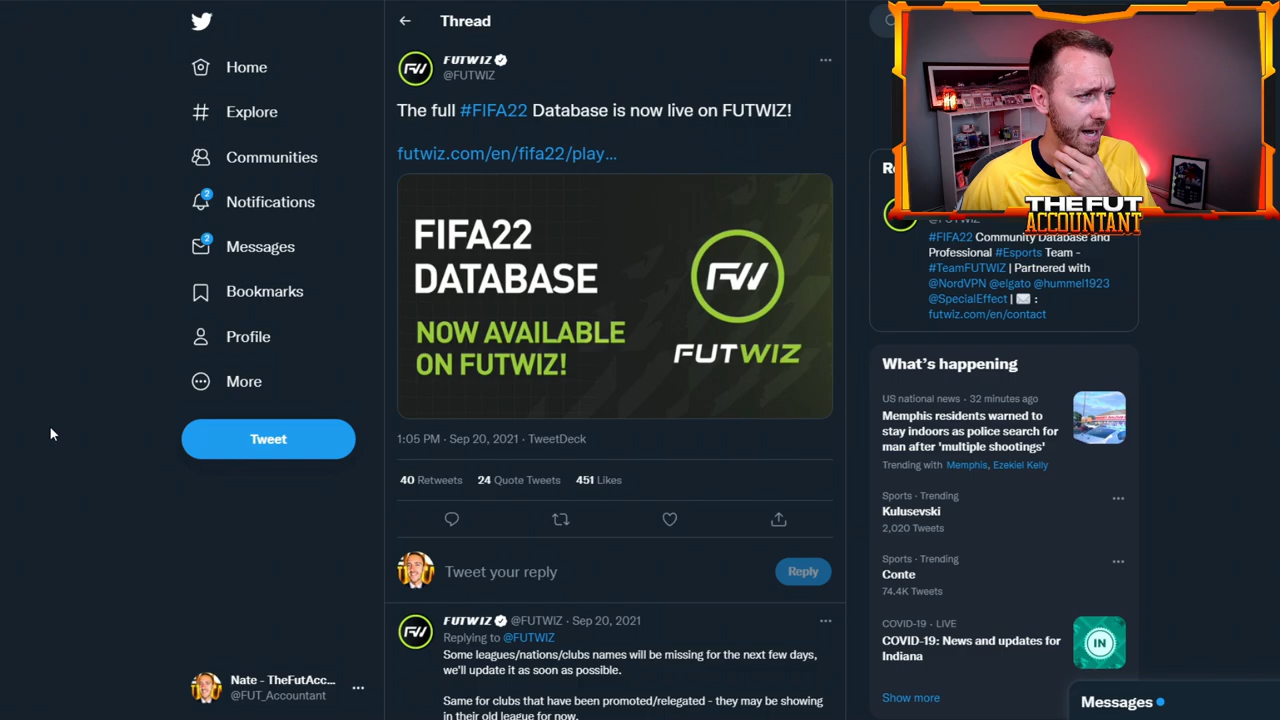 Home
Explore
Communities
2
Notifications
2
Messages
Bookmarks
Profile
More
Tweet
Nate - TheFutAcc...
@FUT_Accountant
Thread
FUTWIZ
@FUTWIZ
The full #FIFA22 Database is now live on FUTWIZ!
futwiz.com/en/fifa22/play...
FIFA22
DATABASE
NOW AVAILABLE
ON FUTWIZ!
FW
FUTWIZ
1:05 PM · Sep 20, 2021 · TweetDeck
40 Retweets 24 Quote Tweets 451 Likes
Tweet your reply
Reply
FUTWIZ @FUTWIZ · Sep 20, 2021
Replying to @FUTWIZ
Some leagues/nations/clubs names will be missing for the next few days,
we'll update it as soon as possible.
Same for clubs that have been promoted/relegated - they may be showing
in their old league for now.
THE FUT
ACCOUNTANT
@FUTWIZ
#FIFA22 Community Database and
Professional #Esports Team -
#TeamFUTWIZ | Partnered with
@NordVPN @elgato @hummel1923
@SpecialEffect | :
futwiz.com/en/contact
What's happening
US national news · 32 minutes ago
Memphis residents warned to
stay indoors as police search for
man after 'multiple shootings'
Trending with Memphis, Ezekiel Kelly
Sports · Trending
Kulusevski
2,020 Tweets
Sports · Trending
Conte
74.4K Tweets
COVID-19 · LIVE
COVID-19: News and updates for
Indiana
IN
Show more
Messages